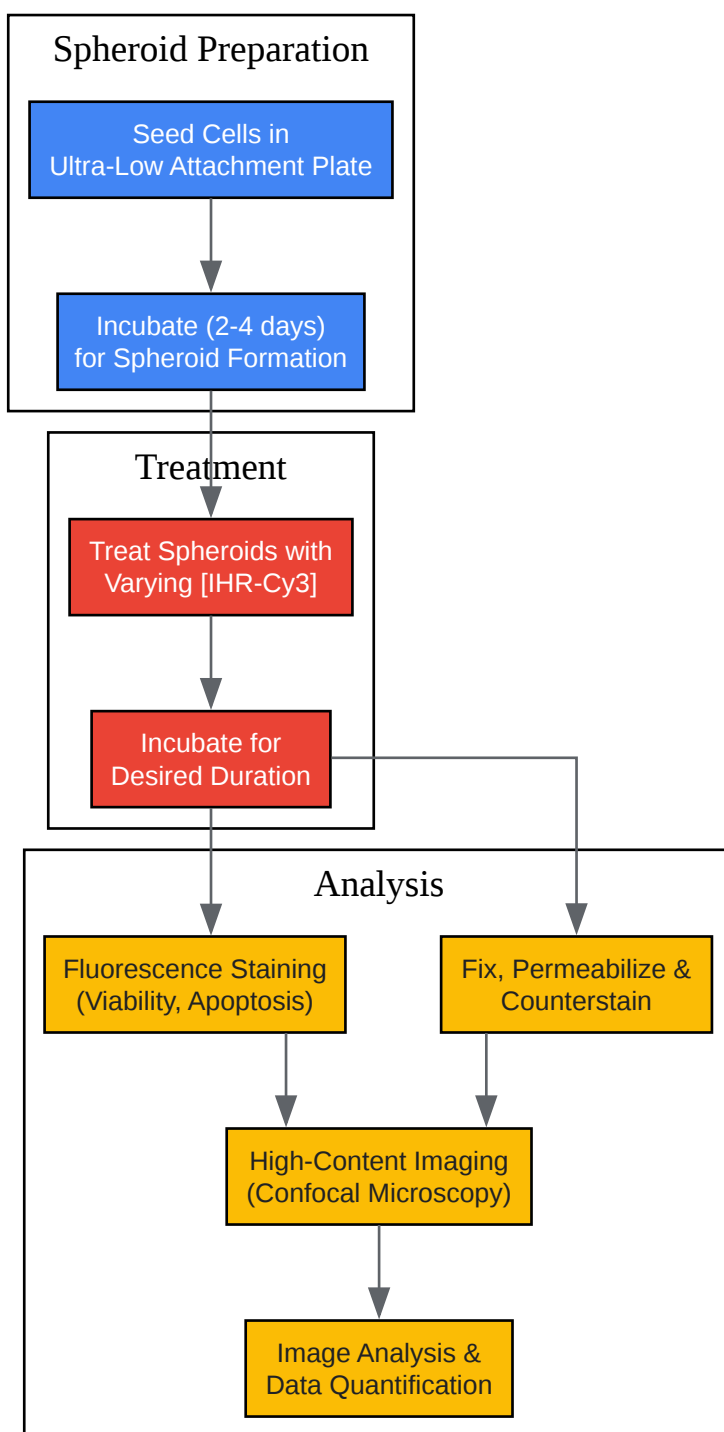 Spheroid Preparation
Seed Cells in
Ultra-Low Attachment Plate
Incubate (2-4 days)
for Spheroid Formation
Treatment
Treat Spheroids with
Varying [IHR-Cy3]
Incubate for
Desired Duration
Analysis
Fluorescence Staining
(Viability, Apoptosis)
Fix, Permeabilize &
Counterstain
High-Content Imaging
(Confocal Microscopy)
Image Analysis &
Data Quantification